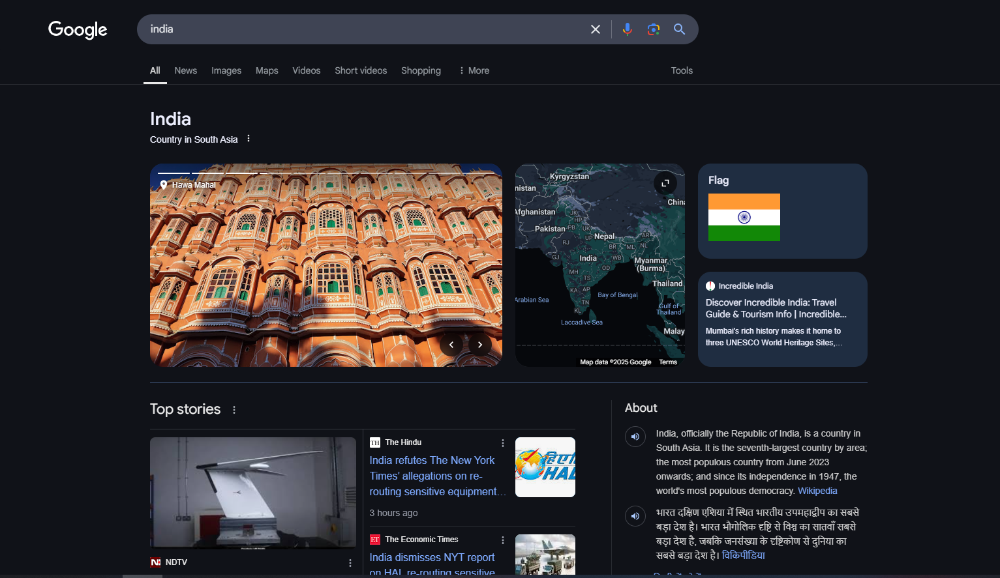 Google
india
All
News
Images
Maps
Videos
Short videos
Shopping
More
Tools
India
Country in South Asia
Hawa Mahal
Kyrgyzstan
nistan
China
Afghanistan
JK
HP
Pakistan
PB
UK
Nepal
UP
AR
RJ
BR
ML
NL
GJ
India
WB
Myanmar
(Burma)
MH
OD
TS
Thailand
KA
AP
Bay of Bengal
Arabian Sea
TN
Gulf of
Thailand
KL
Laccadive Sea
Malay
Map data ©2025 Google
Terms
Flag
Incredible India
Discover Incredible India: Travel
Guide & Tourism Info | Incredible...
Mumbai's rich history makes it home to
three UNESCO World Heritage Sites,...
Top stories
NDTV
TH The Hindu
India refutes The New York
Times' allegations on re-
routing sensitive equipment...
3 hours ago
HAL
ET The Economic Times
India dismisses NYT report
on HAL re-routing sensitive
About
India, officially the Republic of India, is a country in
South Asia. It is the seventh-largest country by area;
the most populous country from June 2023
onwards; and since its independence in 1947, the
world's most populous democracy. Wikipedia
भारत दक्षिण एशिया में स्थित भारतीय उपमहाद्वीप का सबसे
बड़ा देश है। भारत भौगोलिक दृष्टि से विश्व का सातवाँ सबसे
बड़ा देश है, जबकि जनसंख्या के दृष्टिकोण से दुनिया का
सबसे बड़ा देश है। विकिपीडिया